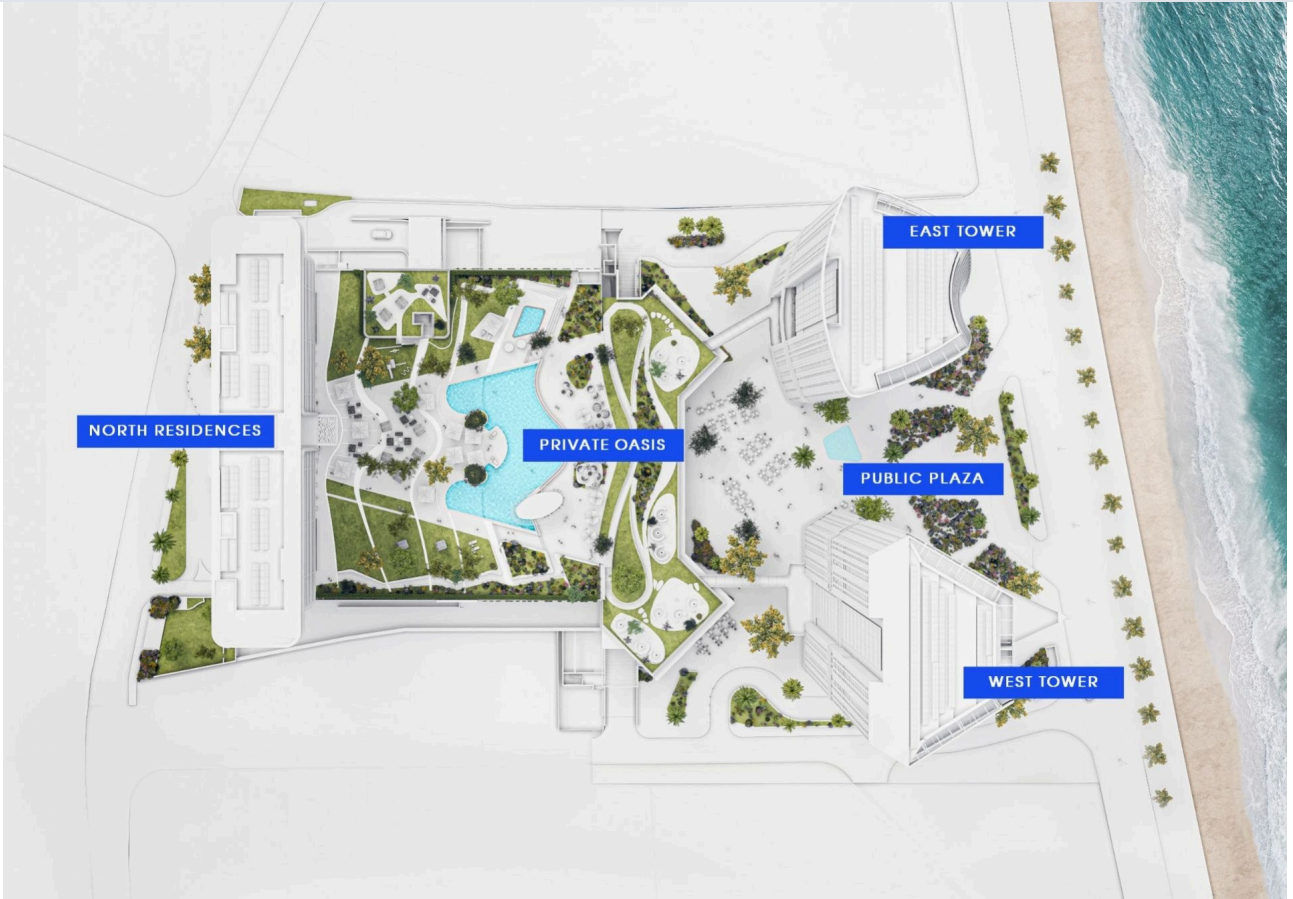 EAST TOWER
NORTH RESIDENCES
PRIVATE OASIS
PUBLIC PLAZA
WEST TOWER